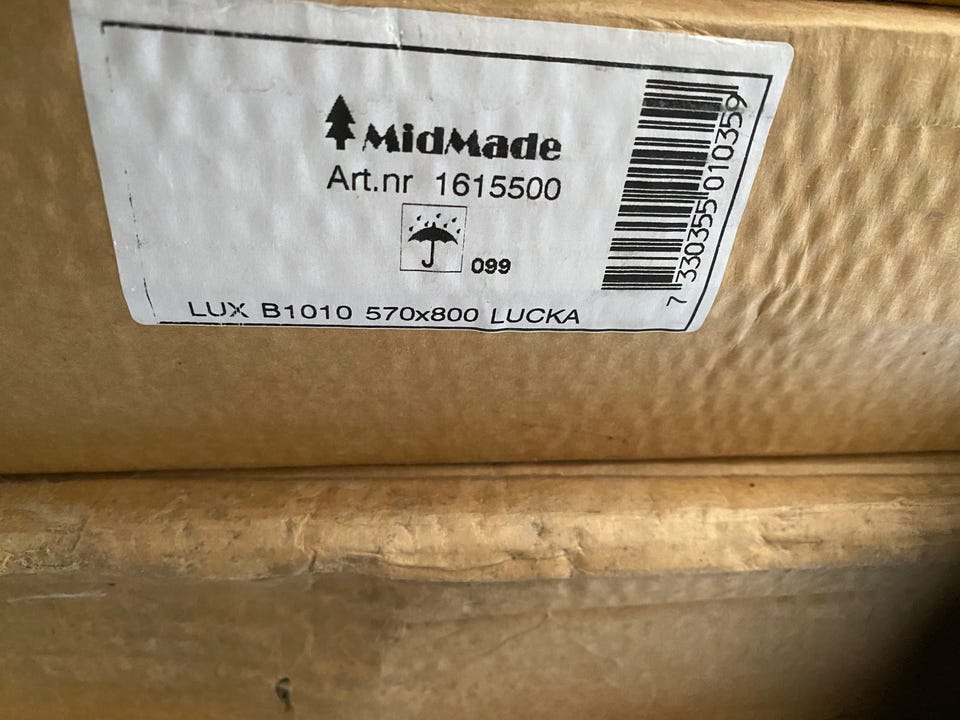 MidMade
Art.nr 1615500
099
LUX B1010 570x800 LUCKA
7 330355 010359